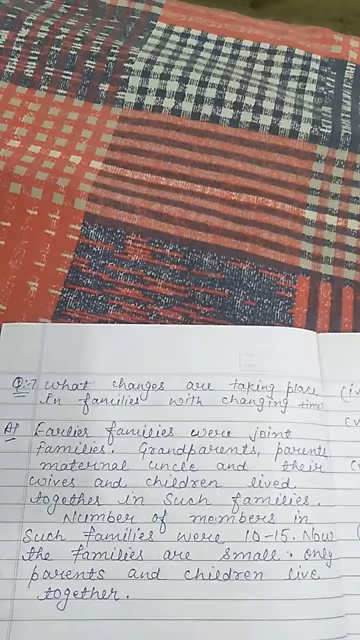 Q:-7 What changes are taking place
In families with changing time
A) Earlier families were joint
families. Grandparents, parents
maternal uncle and their
wives and children lived
together in such families.
Number of members in
such families were 10-15. Now
the families are small. only
parents and children live
together.